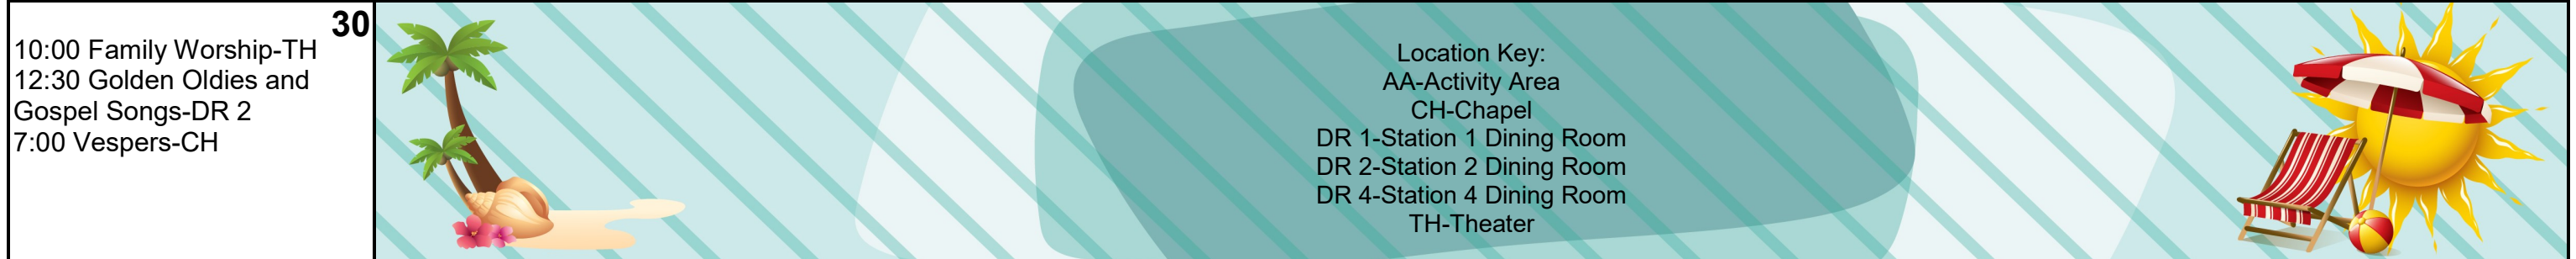 30
10:00 Family Worship-TH
12:30 Golden Oldies and
Gospel Songs-DR 2
7:00 Vespers-CH
Location Key:
AA-Activity Area
CH-Chapel
DR 1-Station 1 Dining Room
DR 2-Station 2 Dining Room
DR 4-Station 4 Dining Room
TH-Theater